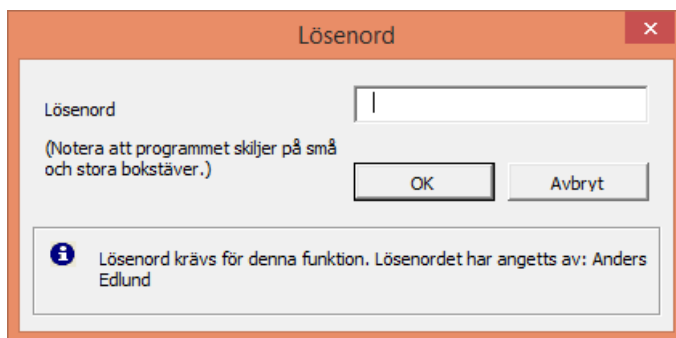 Lösenord
Lösenord
(Notera att programmet skiljer på små
och stora bokstäver.)
OK
Avbryt
Lösenord krävs för denna funktion. Lösenordet har angetts av: Anders
Edlund